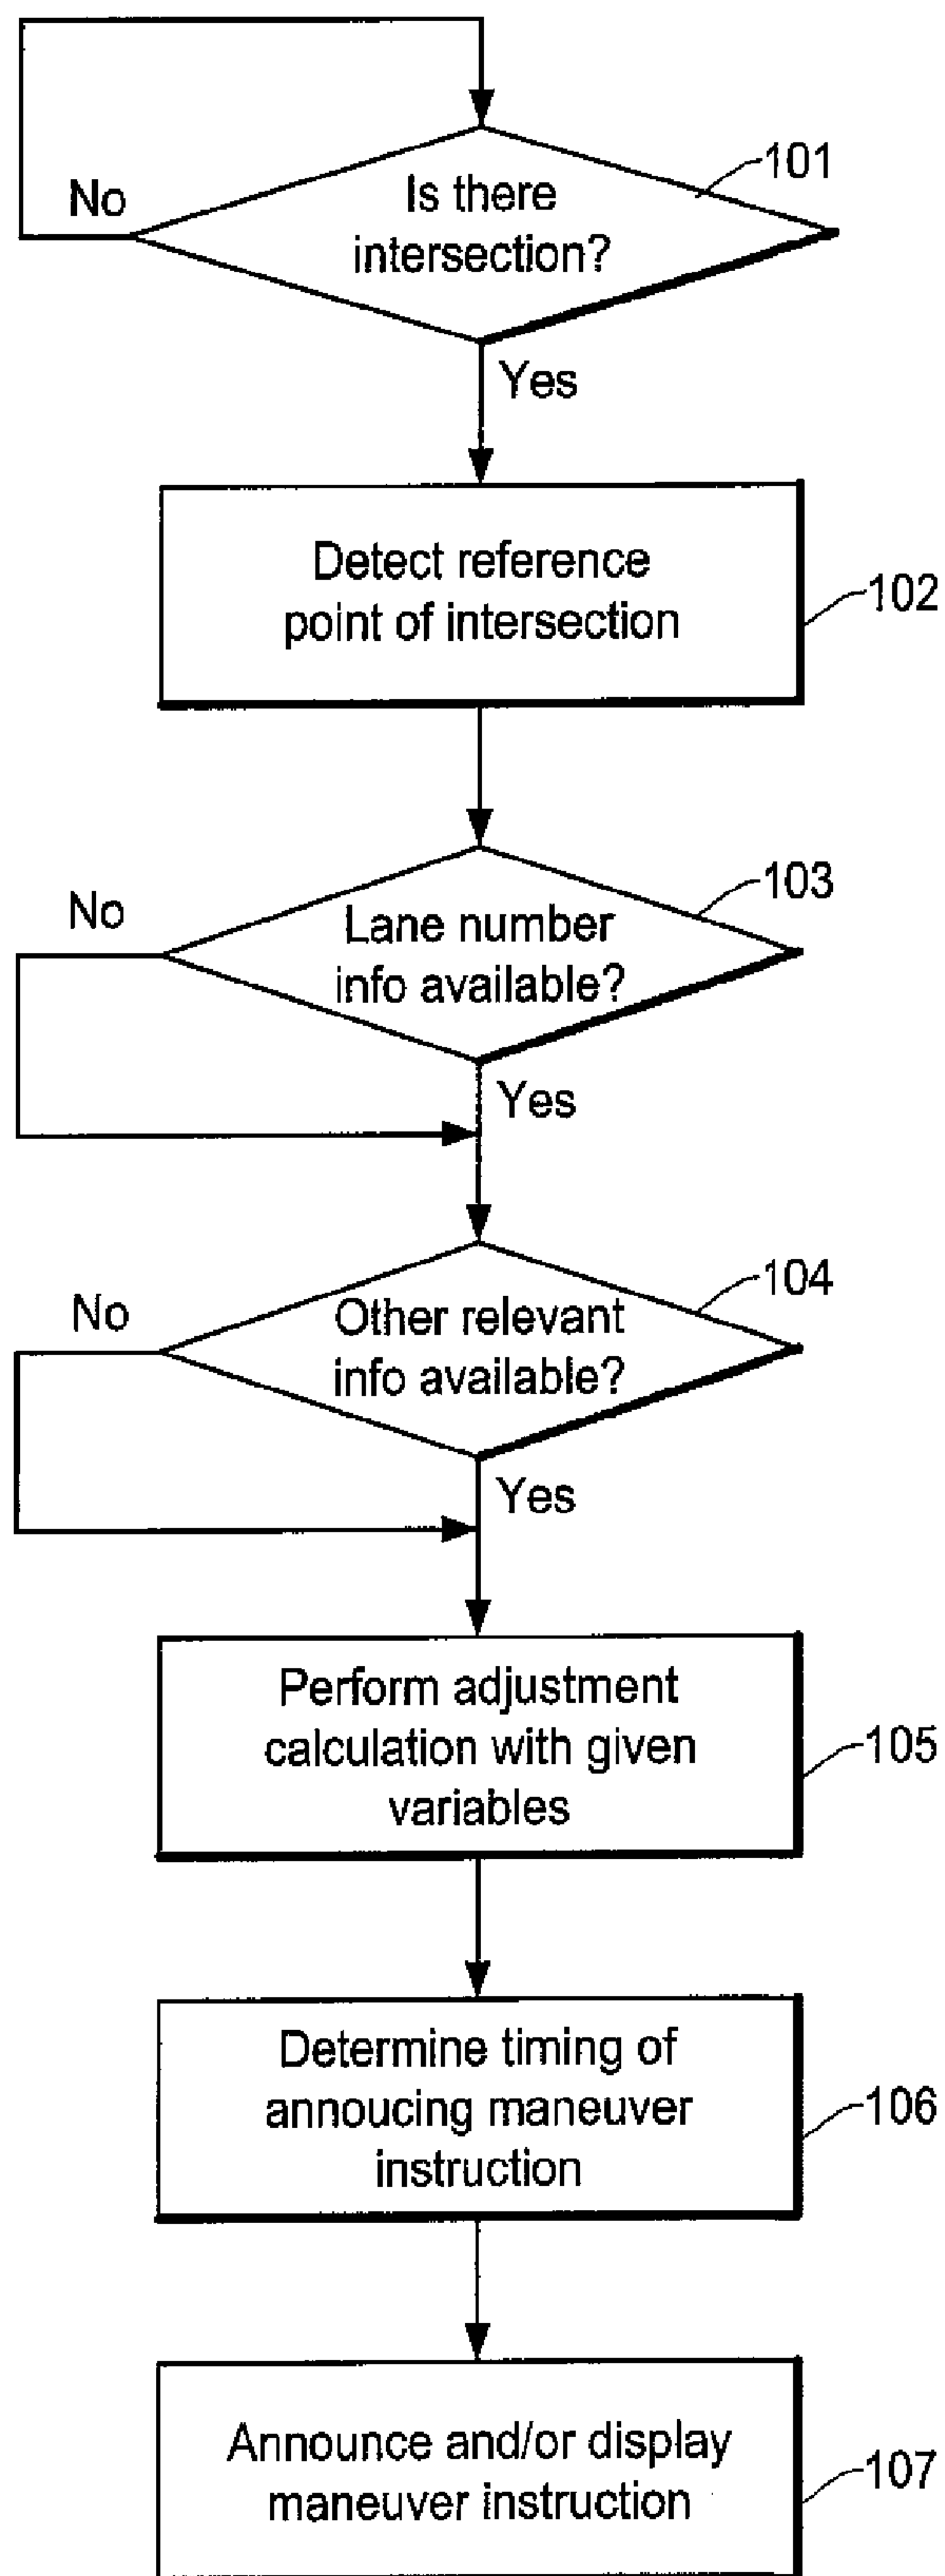 101
Is there
intersection?
No
Yes
Detect reference
point of intersection
102
103
Lane number
info available?
No
Yes
104
Other relevant
info available?
No
Yes
Perform adjustment
calculation with given
variables
105
Determine timing of
annoucing maneuver
instruction
106
Announce and/or display
maneuver instruction
107